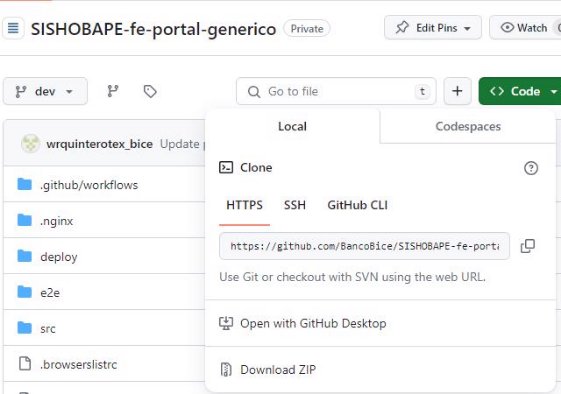 SISHOBAPE-fe-portal-generico Private Edit Pins Watch
dev Go to file t + <> Code
Local Codespaces
wrquinterotex_bice Update
Clone
.github/workflows
HTTPS SSH GitHub CLI
.nginx
https://github.com/BancoBice/SISHOBAPE-fe-porta
deploy
Use Git or checkout with SVN using the web URL.
e2e
src
Open with GitHub Desktop
.browserslistrc
Download ZIP